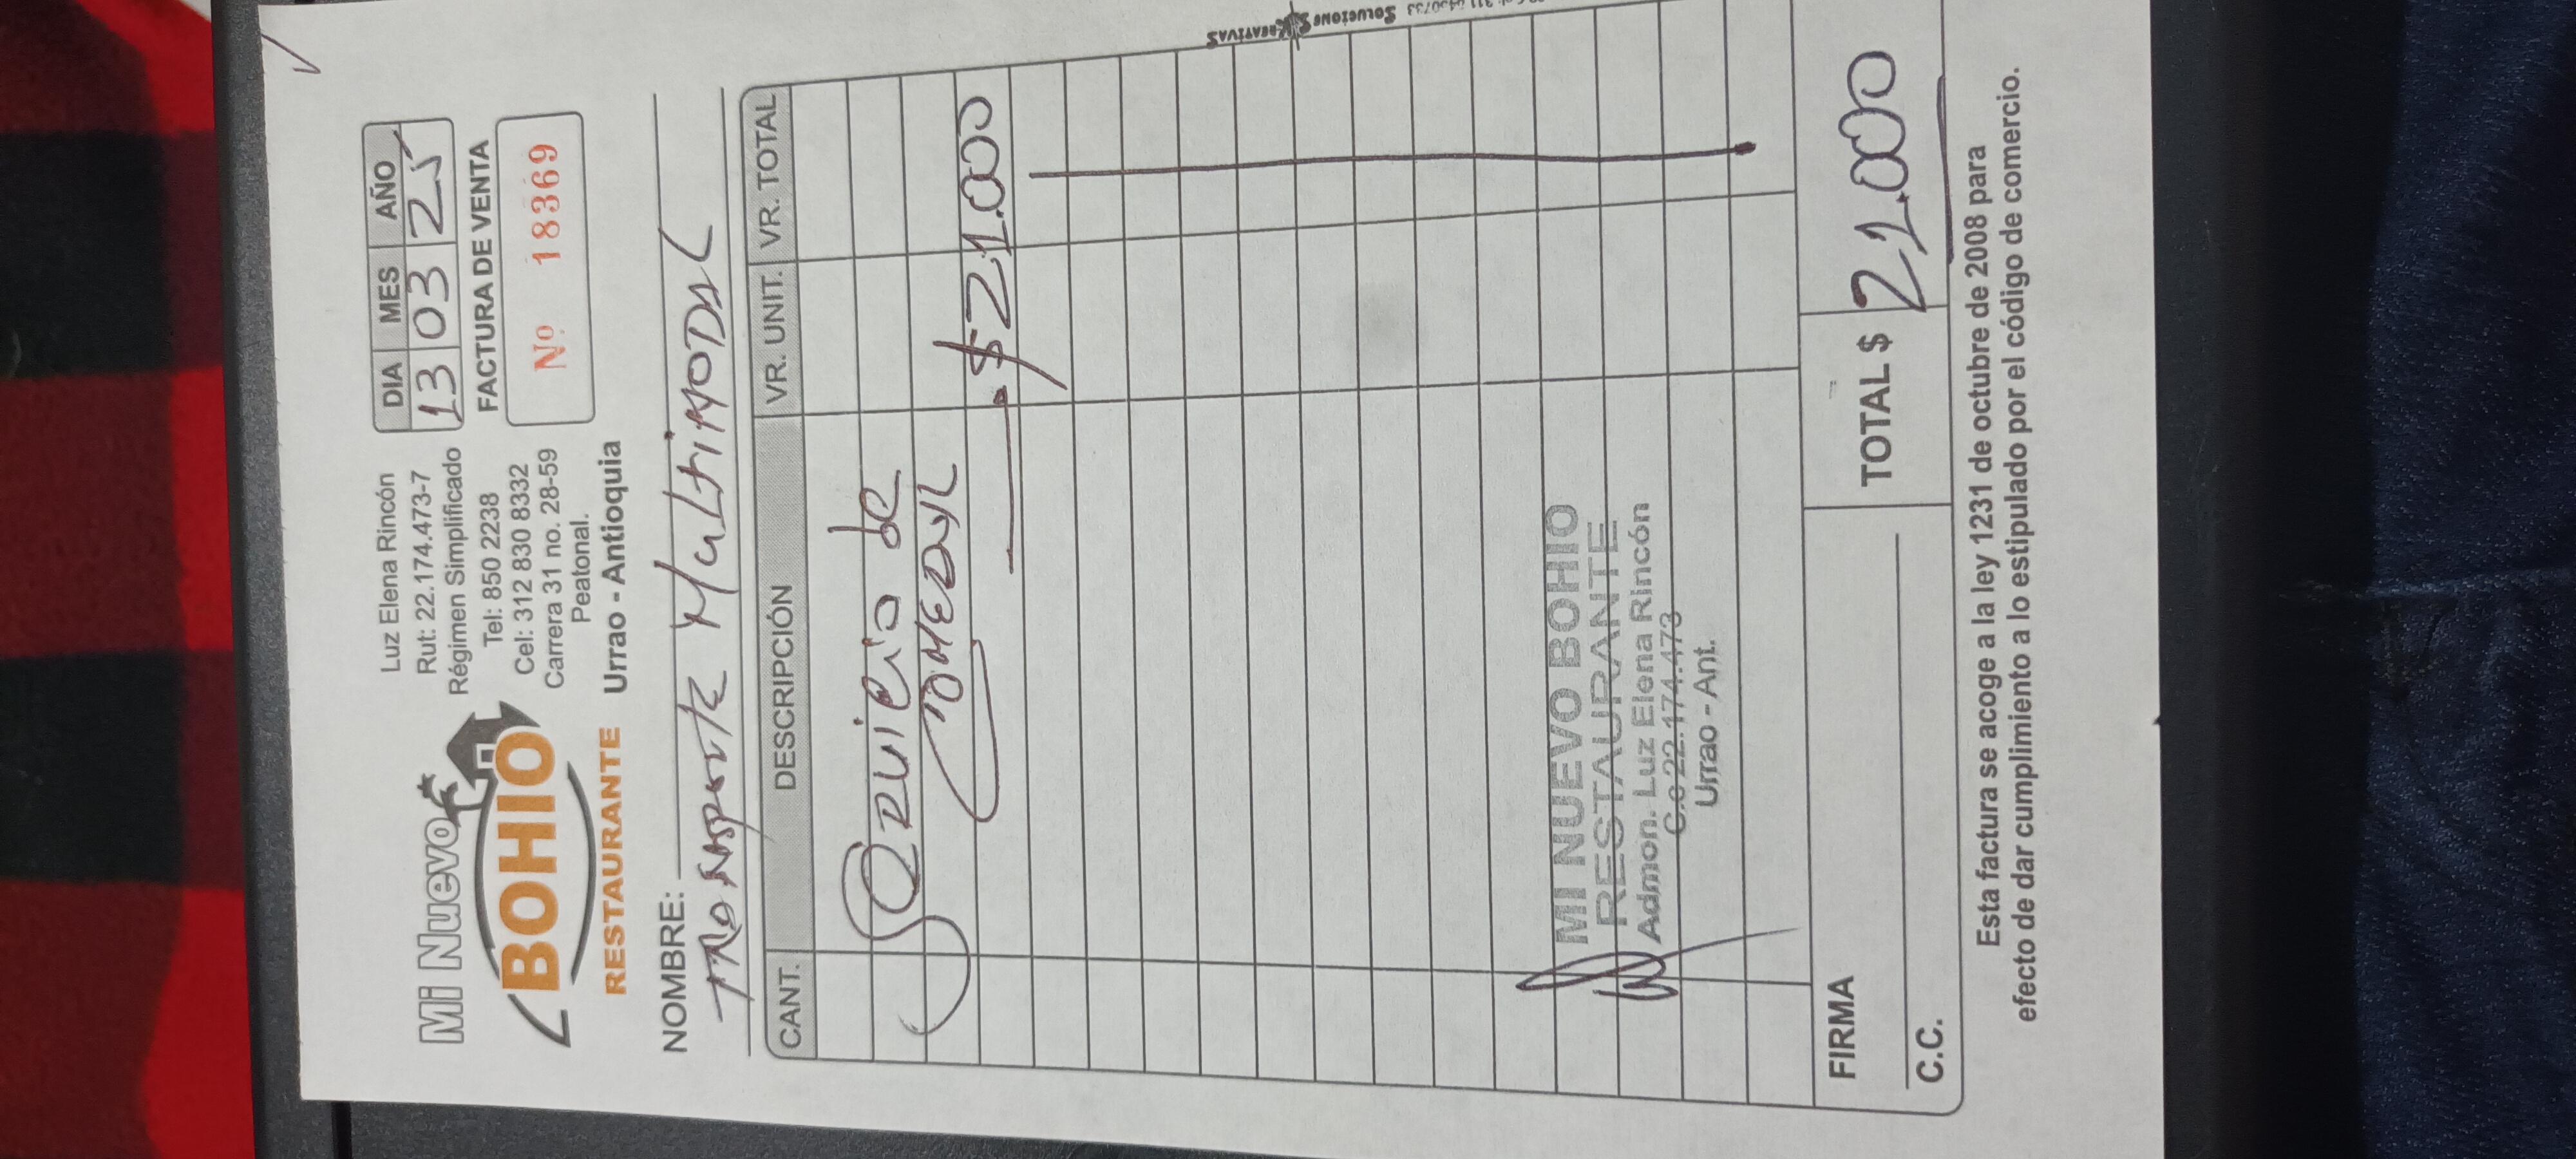 Mi Nuevo
BOHIO
RESTAURANTE
Luz Elena Rincón
Rut: 22.174.473-7
Régimen Simplificado
Tel: 850 2238
Cel: 312 830 8332
Carrera 31 no. 28-59
Peatonal.
Urrao - Antioquia
DIA MES AÑO
13 03 25
FACTURA DE VENTA
Nº 18369
NOMBRE:
Transporte Multimodal
CANT. DESCRIPCIÓN VR. UNIT. VR. TOTAL
Servicio de
COMEDOR
$21.000
MI NUEVO BOHIO
RESTAURANTE
Admon. Luz Elena Rincón
C.c 22.174.473
Urrao - Ant.
FIRMA
C.C.
TOTAL $ 21.000
Esta factura se acoge a la ley 1231 de octubre de 2008 para
efecto de dar cumplimiento a lo estipulado por el código de comercio.
SOLUCIONES KREATIVAS